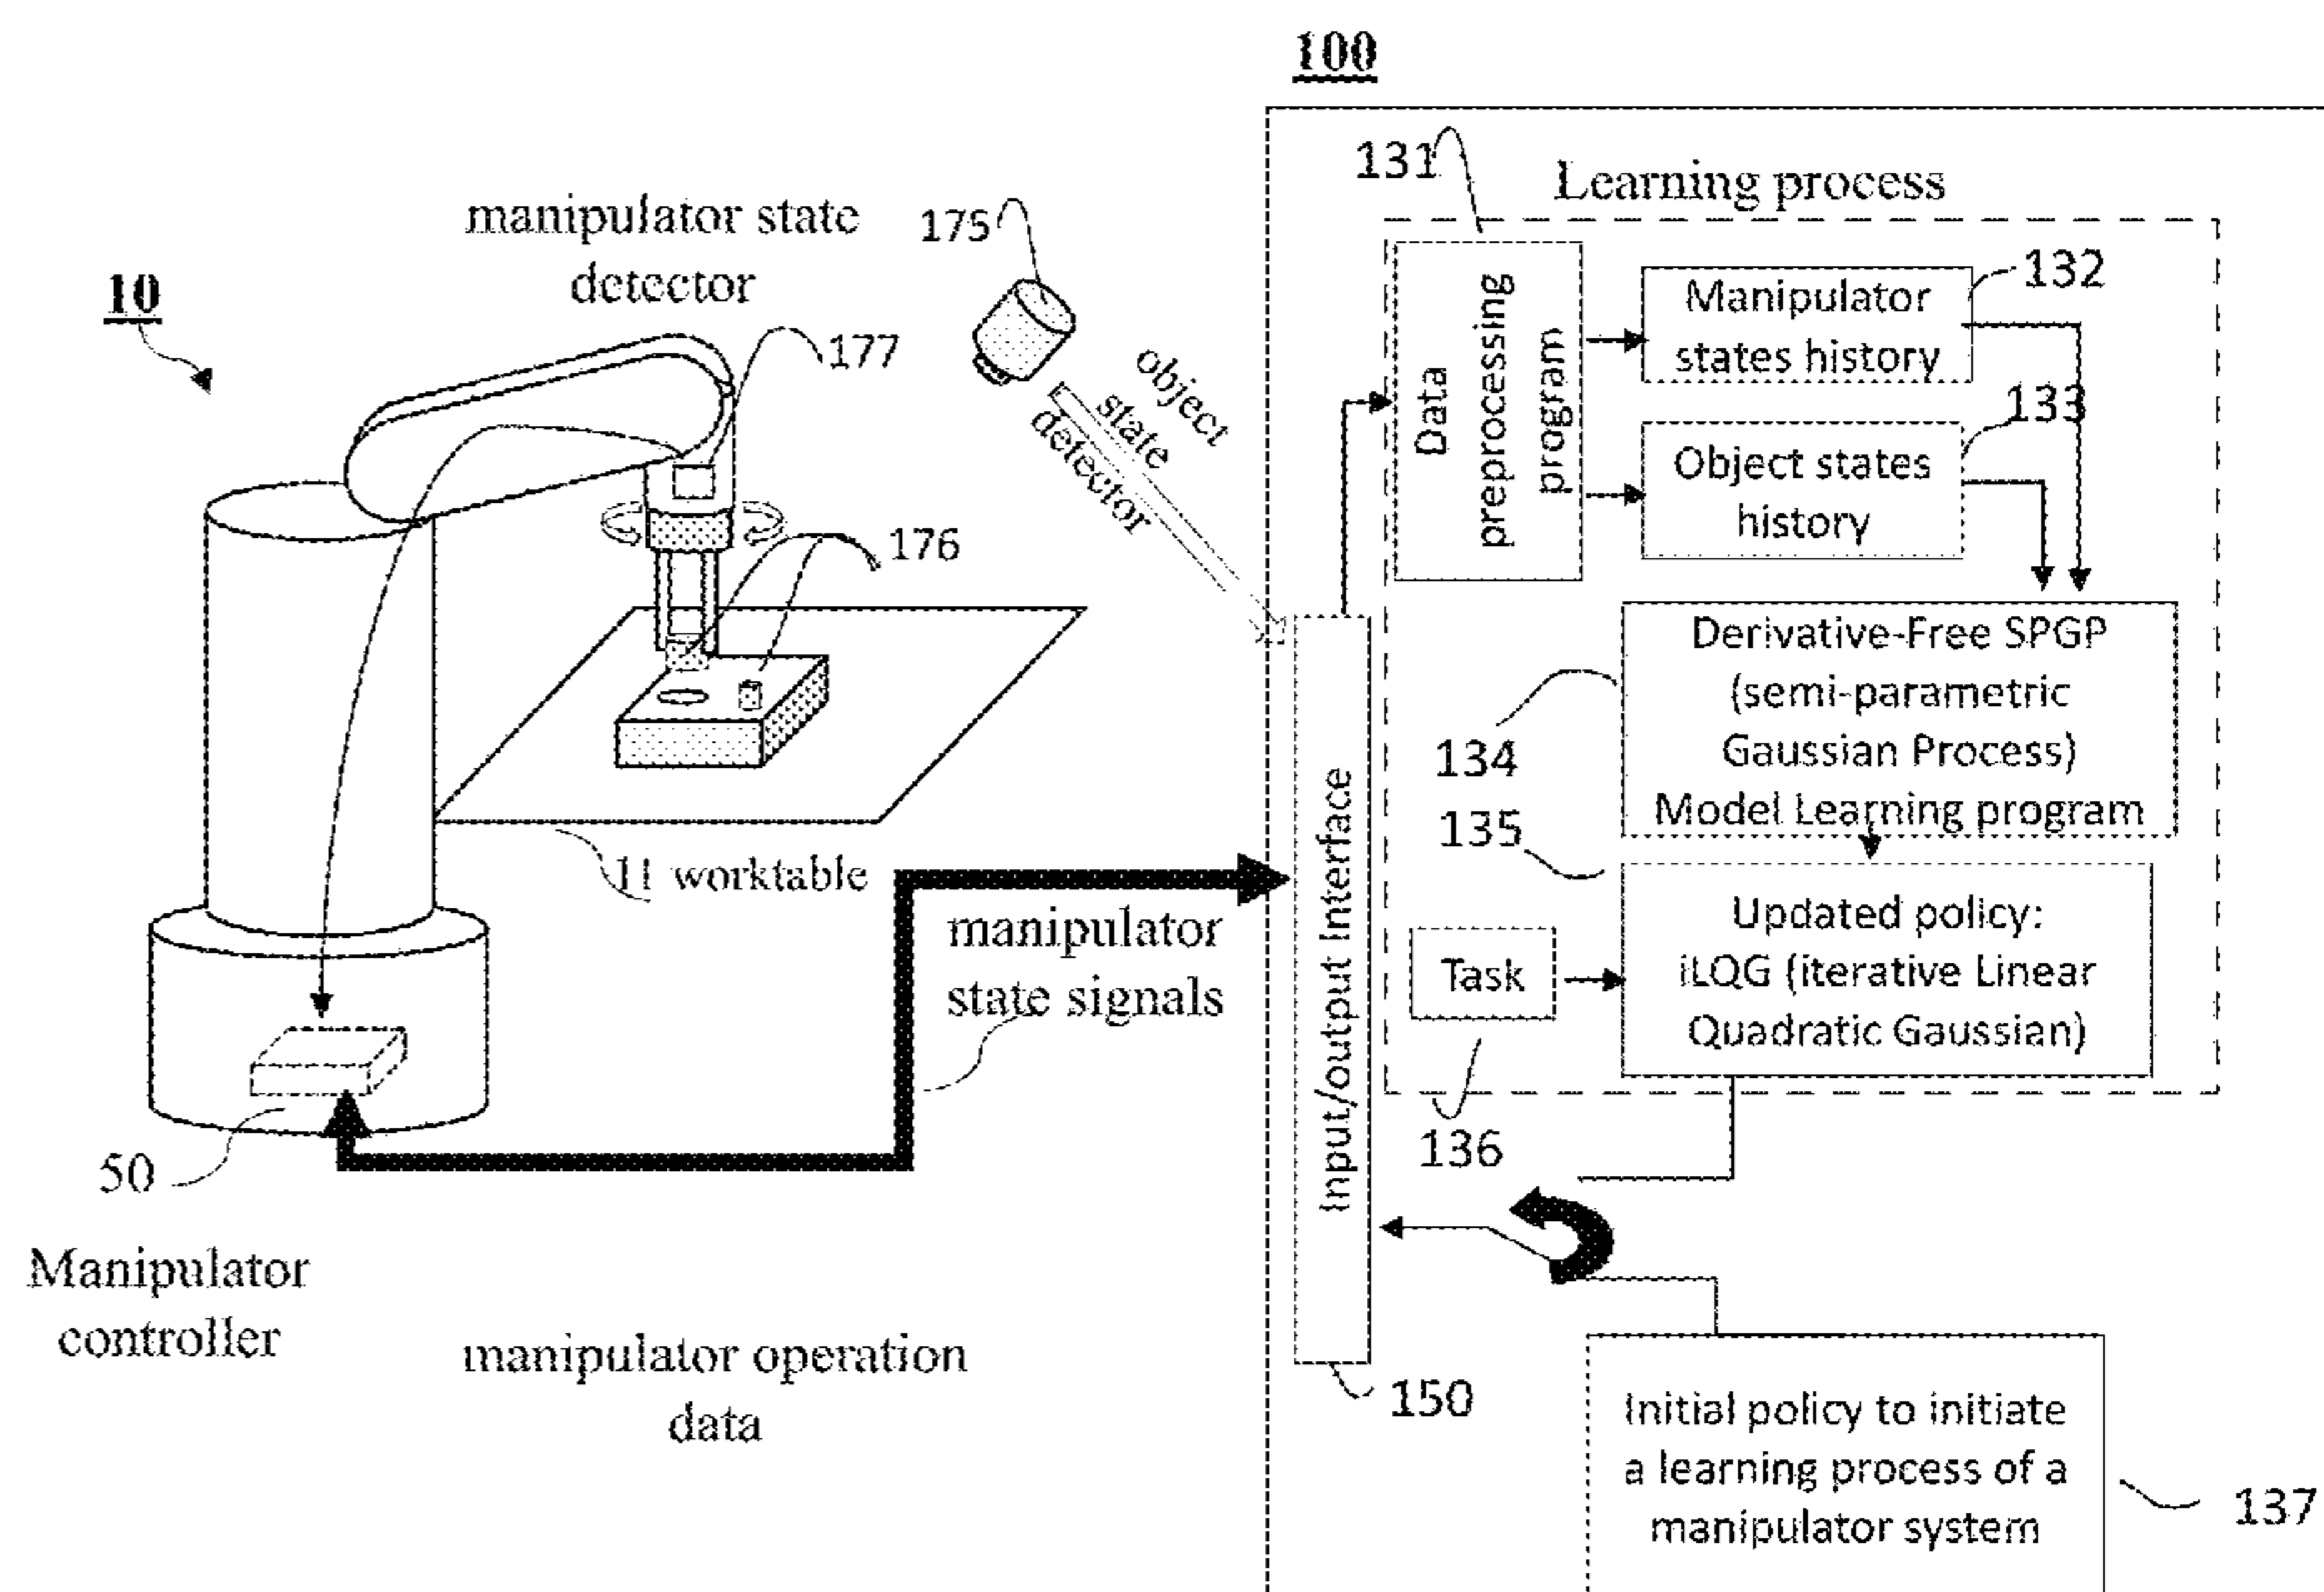 100
131
Learning process
manipulator state
detector
175
10
177
object
state
detector
176
Data
preprocessing
program
Manipulator
states history
132
133
Object states
history
Derivative-Free SPGP
(semi-parametric
Gaussian Process)
Model Learning program
134
135
11 worktable
manipulator
state signals
Input/output Interface
Task
Updated policy:
iLQG (iterative Linear
Quadratic Gaussian)
136
50
Manipulator
controller
manipulator operation
data
150
Initial policy to initiate
a learning process of a
manipulator system
137